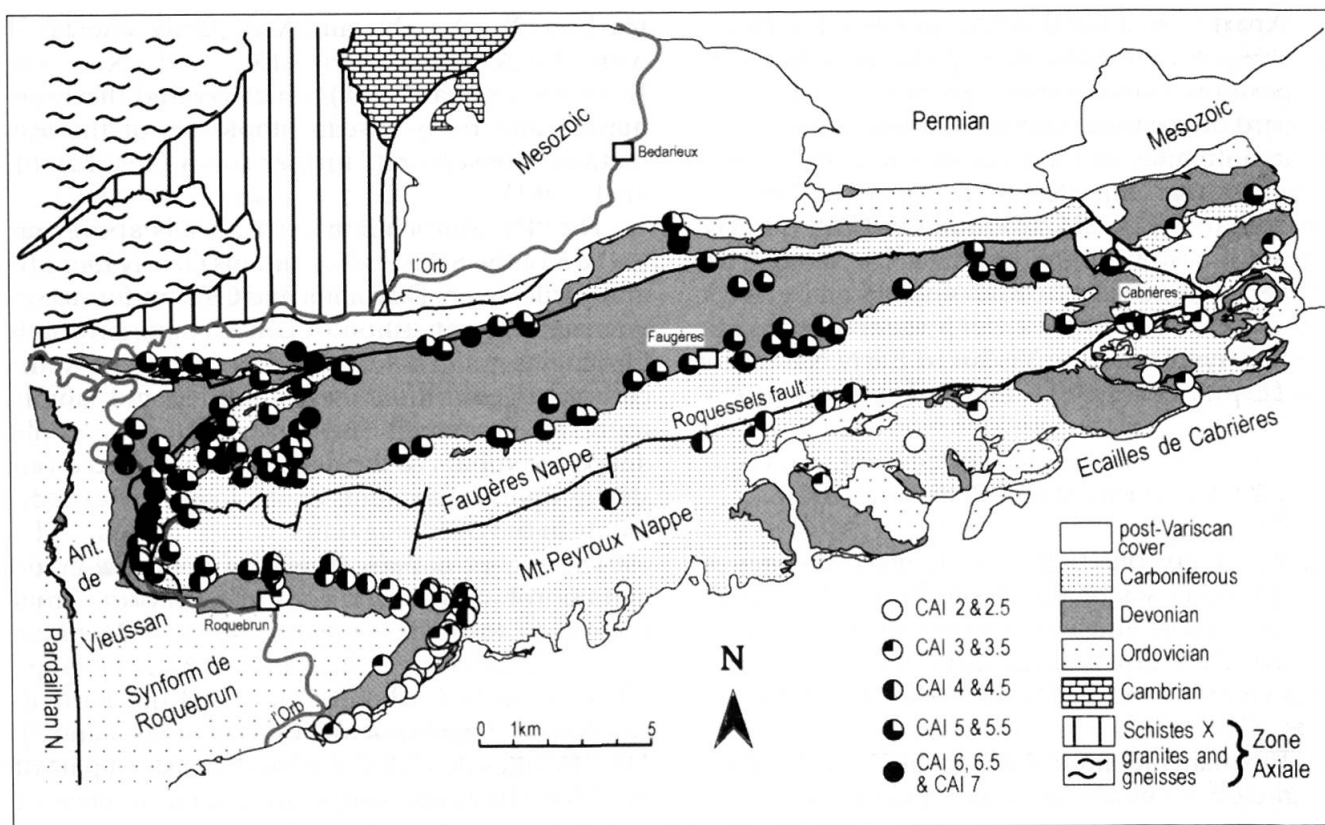 Mesozoic
Bedarieux
Permian
Mesozoic
l'Orb
Cabrières
Faugères
Roquessels fault
Ecailles de Cabrières
Faugères Nappe
Mt.Peyroux Nappe
Ant.
de
Vieussan
Pardailhan N
Roquebrun
Synform de
Roquebrun
l'Orb
N
0 1km 5
CAI 2 & 2.5
CAI 3 & 3.5
CAI 4 & 4.5
CAI 5 & 5.5
CAI 6, 6.5
& CAI 7
post-Variscan
cover
Carboniferous
Devonian
Ordovician
Cambrian
Schistes X
granites and
gneisses
Zone
Axiale